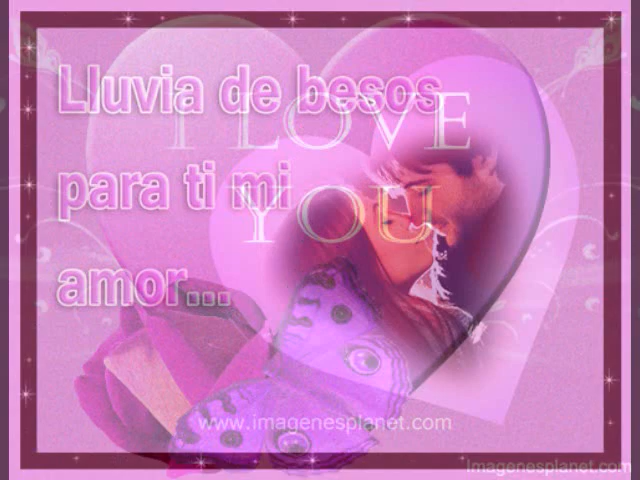 Lluvia de besos
I LOVE
para ti mi
YOU
amor...
www.imagenesplanet.com
Imagenesplanet.com